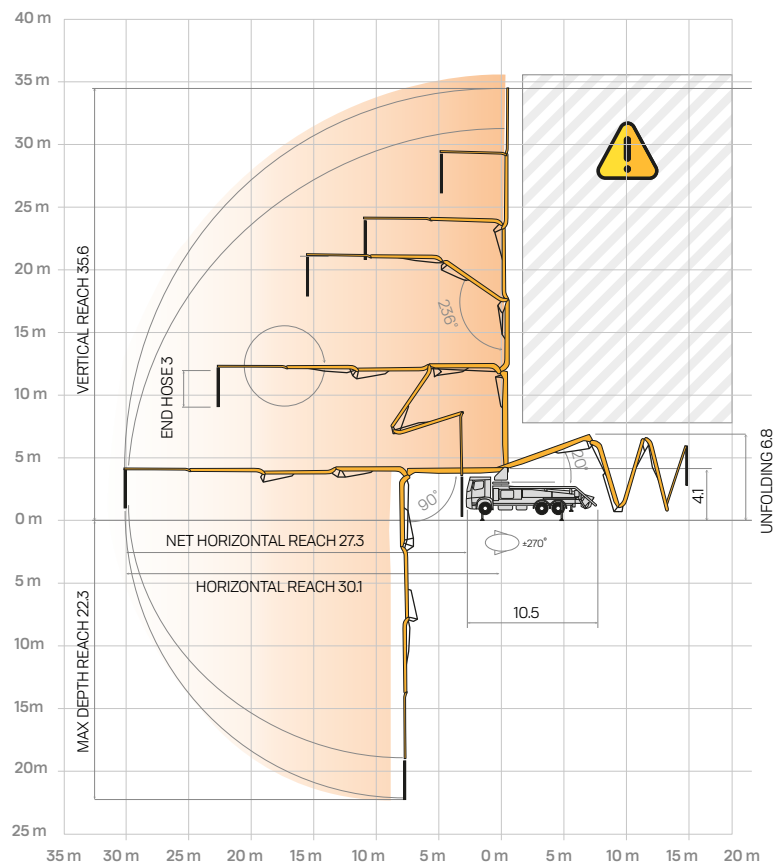 40 m
35 m
30 m
25 m
20 m
15 m
10 m
5 m
0 m
5 m
10 m
15 m
20 m
25 m
VERTICAL REACH 35.6
MAX DEPTH REACH 22.3
END HOSE 3
236°
90°
20°
4.1
UNFOLDING 6.8
NET HORIZONTAL REACH 27.3
±270°
HORIZONTAL REACH 30.1
10.5
35 m 30 m 25 m 20 m 15 m 10 m 5 m 0 m 5 m 10 m 15 m 20 m